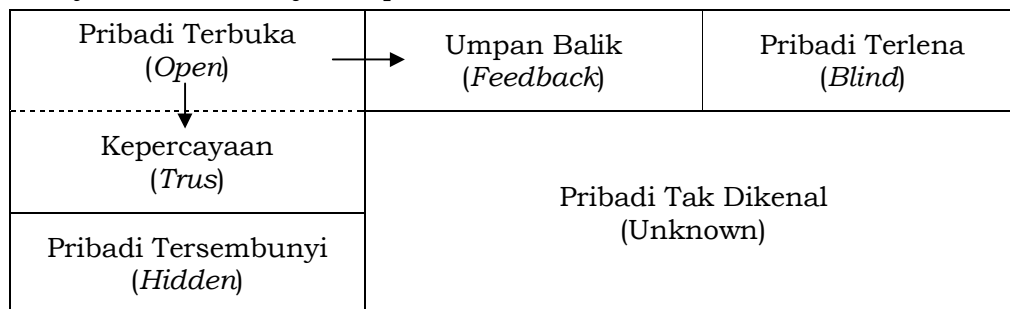 Pribadi Terbuka
(Open)
Umpan Balik
(Feedback)
Pribadi Terlena
(Blind)
Kepercayaan
(Trus)
Pribadi Tak Dikenal
(Unknown)
Pribadi Tersembunyi
(Hidden)